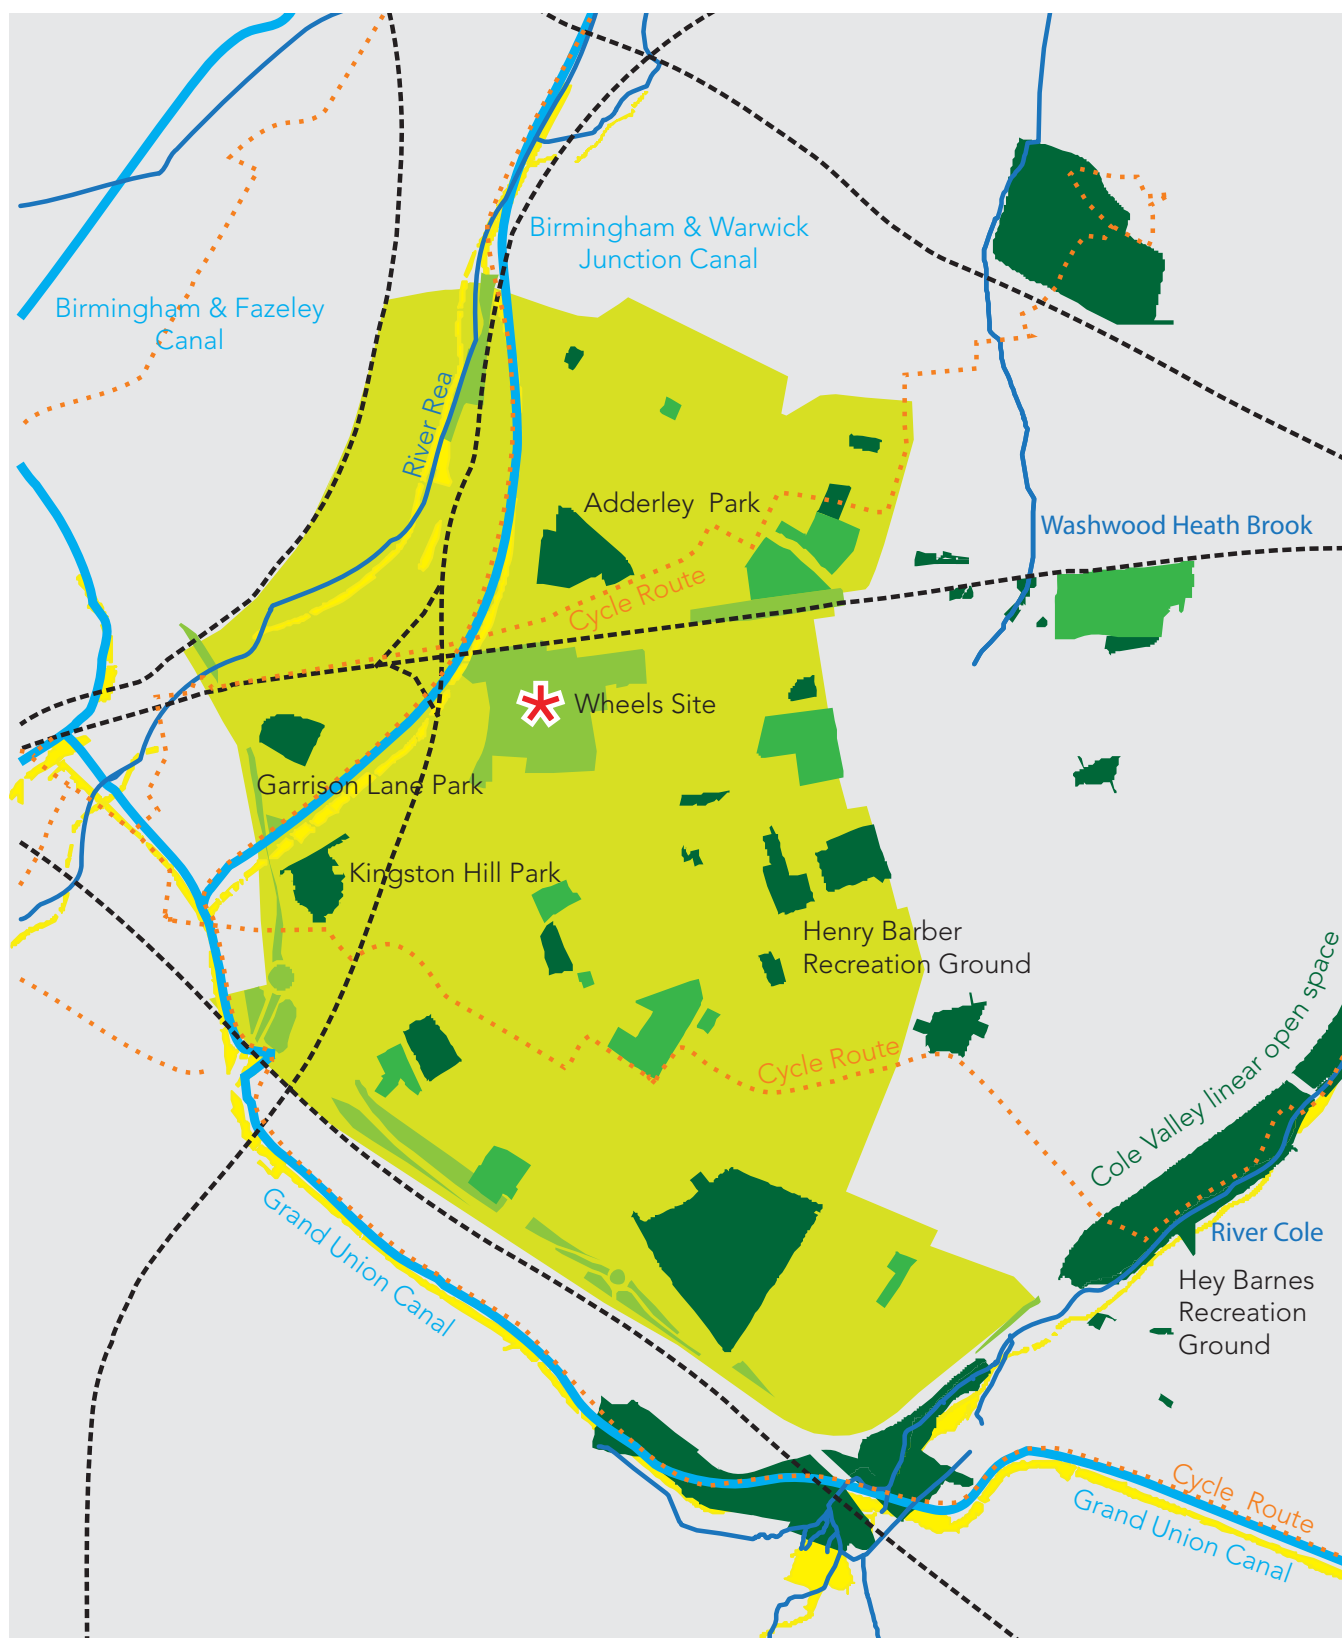 Birmingham & Warwick
Junction Canal
Birmingham & Fazeley
Canal
River Rea
Adderley Park
Washwood Heath Brook
Cycle Route
Wheels Site
Garrison Lane Park
Kingston Hill Park
Henry Barber
Recreation Ground
Cole Valley linear open space
Cycle Route
River Cole
Grand Union Canal
Hey Barnes
Recreation
Ground
Cycle Route
Grand Union Canal